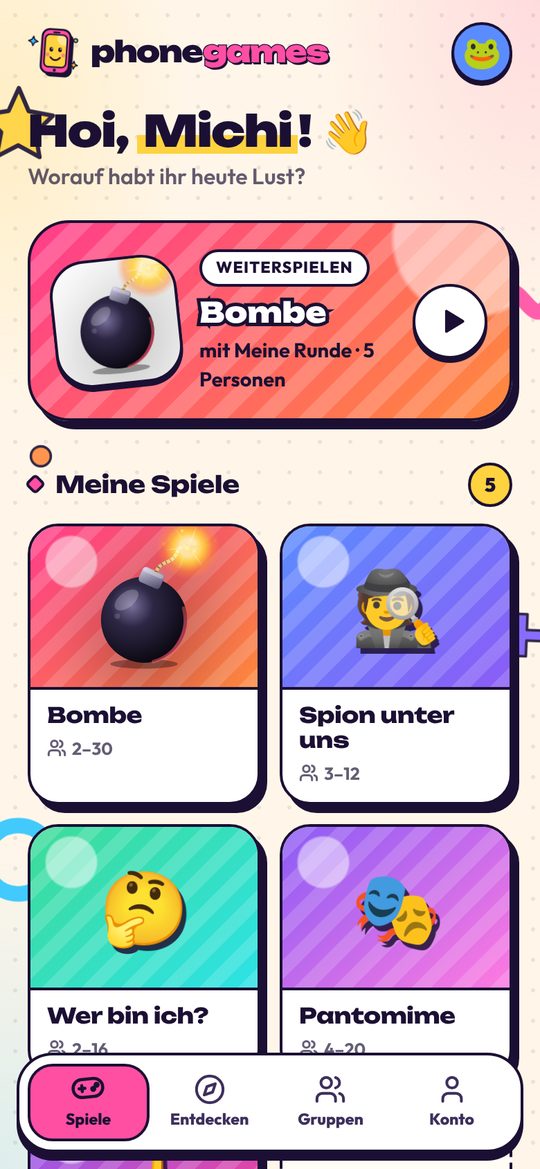 phonegames
Hoi, Michi! 👋
Worauf habt ihr heute Lust?
WEITERSPIELEN
Bombe
mit Meine Runde · 5
Personen
Meine Spiele
5
Bombe
2–30
Spion unter
uns
3–12
Wer bin ich?
2–16
Pantomime
4–20
Spiele
Entdecken
Gruppen
Konto